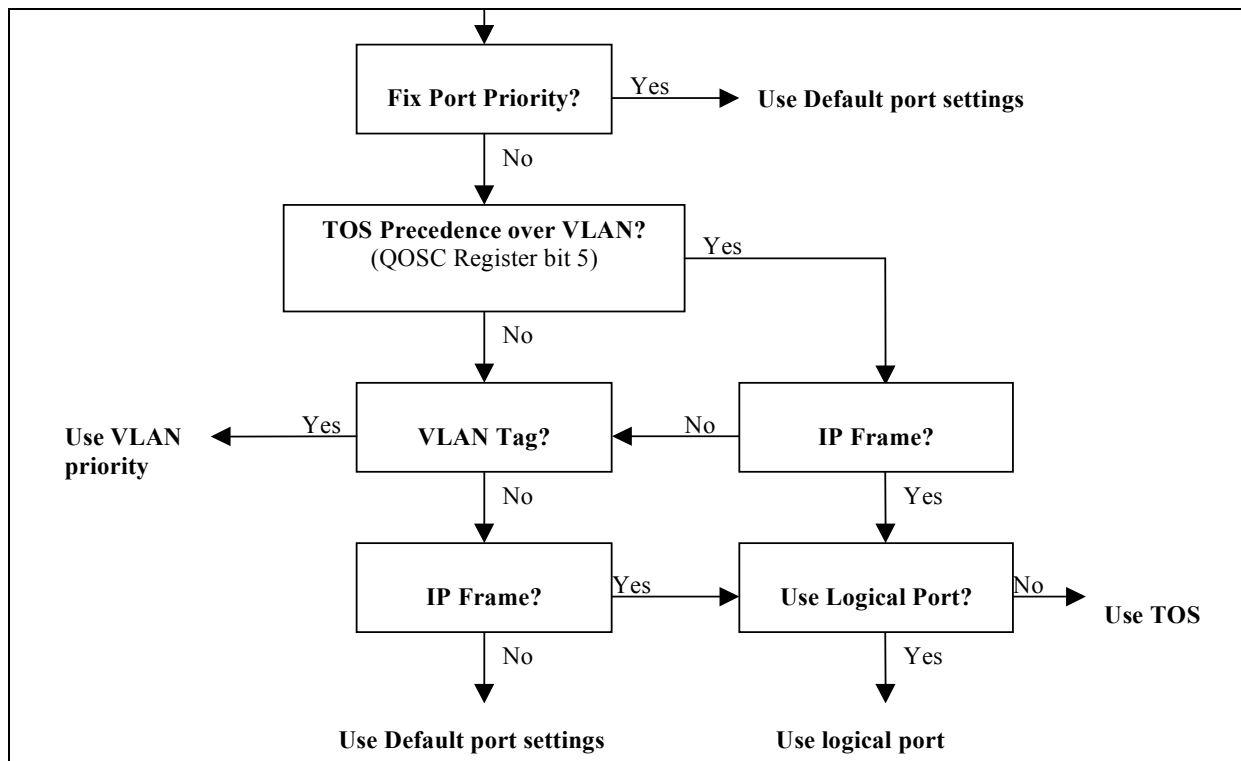 Fix Port Priority?
Yes
Use Default port settings
No
TOS Precedence over VLAN?
(QOSC Register bit 5)
Yes
No
Use VLAN
priority
Yes
VLAN Tag?
No
IP Frame?
No
Yes
IP Frame?
Yes
Use Logical Port?
No
Use TOS
No
Yes
Use Default port settings
Use logical port